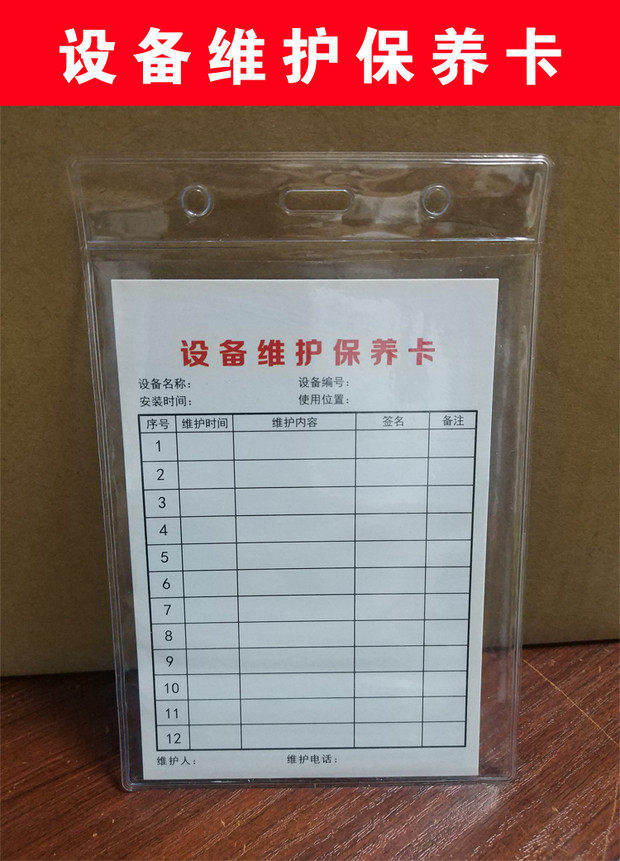 设备维护保养卡
设备维护保养卡
设备名称： 设备编号：
安装时间： 使用位置：
序号 维护时间 维护内容 签名 备注
1
2
3
4
5
6
7
8
9
10
11
12
维护人： 维护电话：